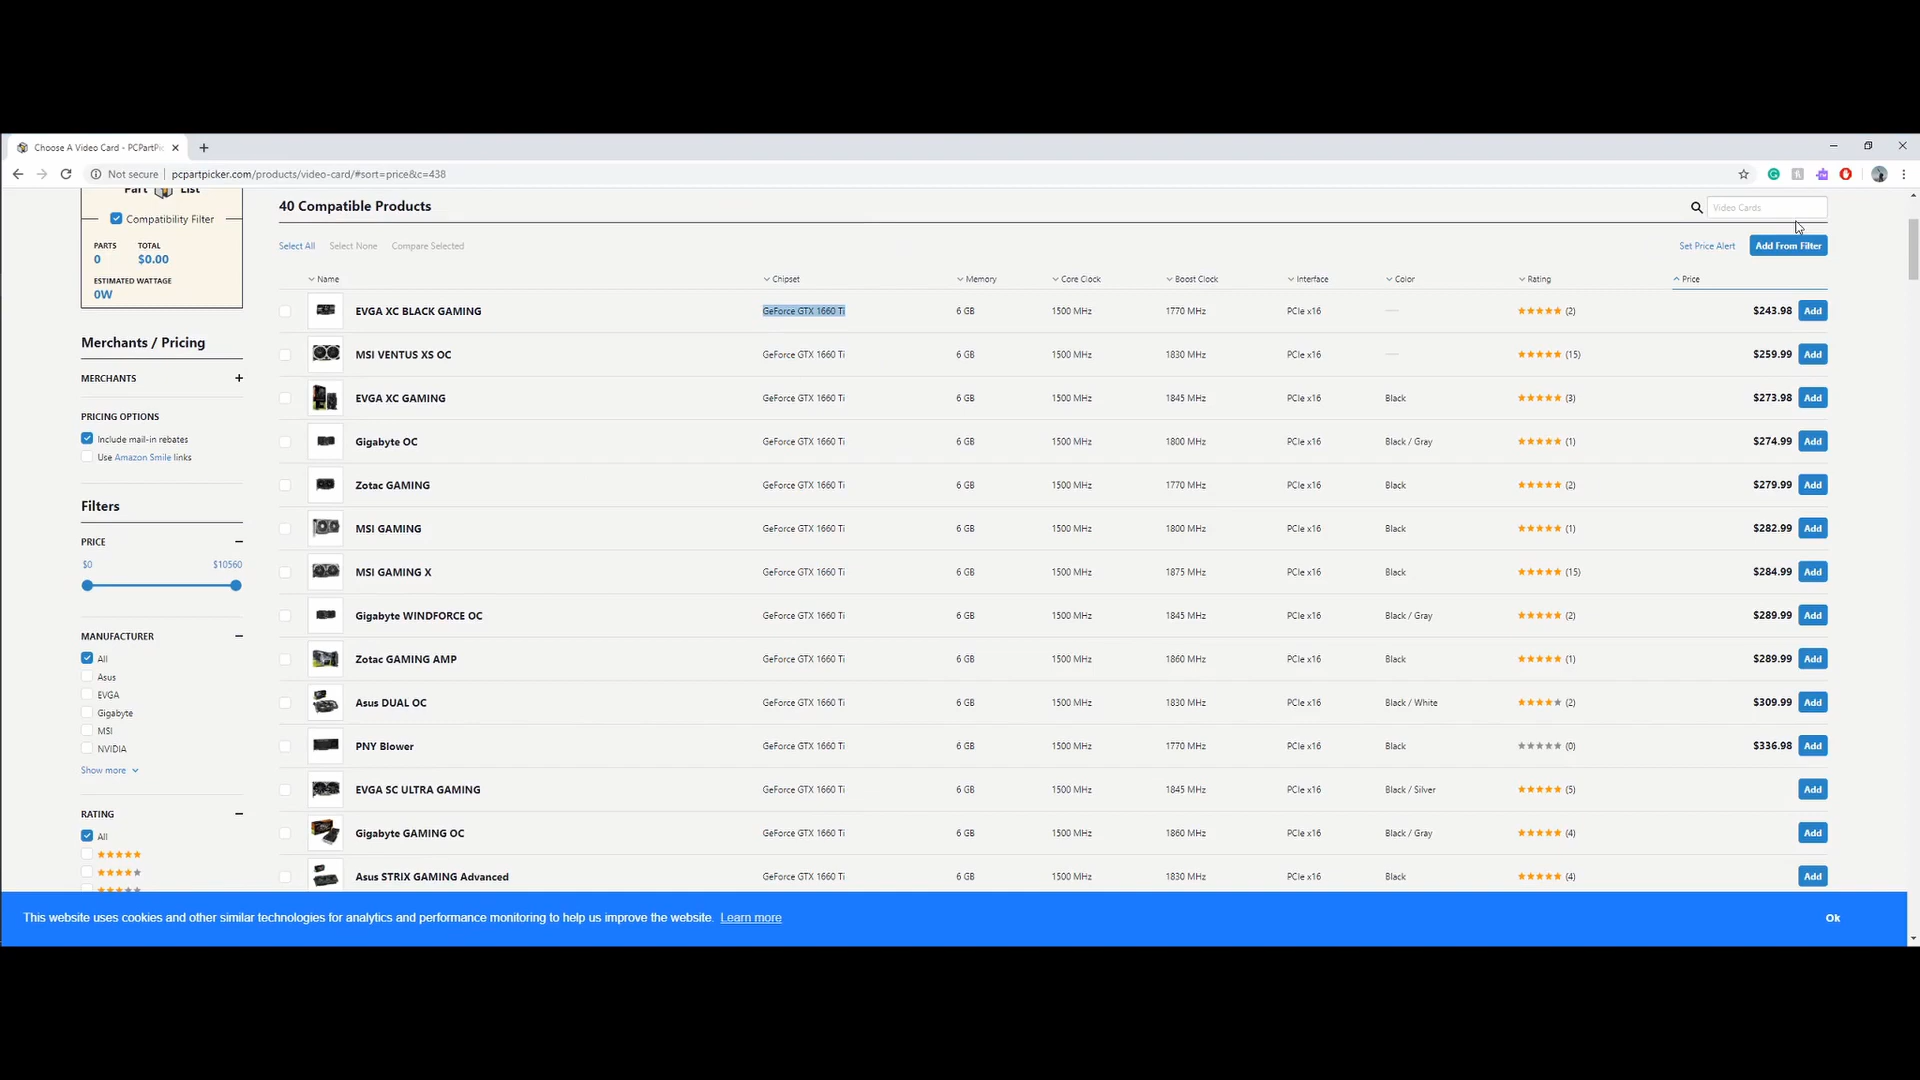 Choose A Video Card - PCPartPic
Not secure | pcpartpicker.com/products/video-card/#sort=price&c=438
Part List
Compatibility Filter
PARTS TOTAL
0 $0.00
ESTIMATED WATTAGE
0W
Merchants / Pricing
MERCHANTS +
PRICING OPTIONS
Include mail-in rebates
Use Amazon Smile links
Filters
PRICE
$0 $10560
MANUFACTURER
All
Asus
EVGA
Gigabyte
MSI
NVIDIA
Show more
RATING
All
40 Compatible Products
Video Cards
Select All Select None Compare Selected
Set Price Alert Add From Filter
Name Chipset Memory Core Clock Boost Clock Interface Color Rating Price
EVGA XC BLACK GAMING GeForce GTX 1660 Ti 6 GB 1500 MHz 1770 MHz PCIe x16 (2) $243.98 Add
MSI VENTUS XS OC GeForce GTX 1660 Ti 6 GB 1500 MHz 1830 MHz PCIe x16 (15) $259.99 Add
EVGA XC GAMING GeForce GTX 1660 Ti 6 GB 1500 MHz 1845 MHz PCIe x16 Black (3) $273.98 Add
Gigabyte OC GeForce GTX 1660 Ti 6 GB 1500 MHz 1800 MHz PCIe x16 Black / Gray (1) $274.99 Add
Zotac GAMING GeForce GTX 1660 Ti 6 GB 1500 MHz 1770 MHz PCIe x16 Black (2) $279.99 Add
MSI GAMING GeForce GTX 1660 Ti 6 GB 1500 MHz 1800 MHz PCIe x16 Black (1) $282.99 Add
MSI GAMING X GeForce GTX 1660 Ti 6 GB 1500 MHz 1875 MHz PCIe x16 Black (15) $284.99 Add
Gigabyte WINDFORCE OC GeForce GTX 1660 Ti 6 GB 1500 MHz 1845 MHz PCIe x16 Black / Gray (2) $289.99 Add
Zotac GAMING AMP GeForce GTX 1660 Ti 6 GB 1500 MHz 1860 MHz PCIe x16 Black (1) $289.99 Add
Asus DUAL OC GeForce GTX 1660 Ti 6 GB 1500 MHz 1830 MHz PCIe x16 Black / White (2) $309.99 Add
PNY Blower GeForce GTX 1660 Ti 6 GB 1500 MHz 1770 MHz PCIe x16 Black (0) $336.98 Add
EVGA SC ULTRA GAMING GeForce GTX 1660 Ti 6 GB 1500 MHz 1845 MHz PCIe x16 Black / Silver (5) Add
Gigabyte GAMING OC GeForce GTX 1660 Ti 6 GB 1500 MHz 1860 MHz PCIe x16 Black / Gray (4) Add
Asus STRIX GAMING Advanced GeForce GTX 1660 Ti 6 GB 1500 MHz 1830 MHz PCIe x16 Black (4) Add
This website uses cookies and other similar technologies for analytics and performance monitoring to help us improve the website. Learn more Ok